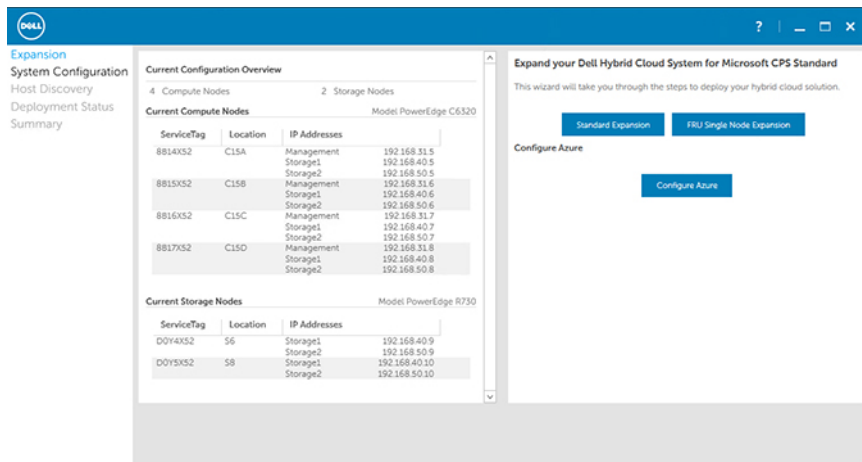 DELL
?
Expansion
System Configuration
Host Discovery
Deployment Status
Summary
Current Configuration Overview
4 Compute Nodes 2 Storage Nodes
Current Compute Nodes Model PowerEdge C6320
ServiceTag Location IP Addresses
8B14X52 C15A Management 192.168.31.5
Storage1 192.168.40.5
Storage2 192.168.50.5
8B15X52 C15B Management 192.168.31.6
Storage1 192.168.40.6
Storage2 192.168.50.6
8B16X52 C15C Management 192.168.31.7
Storage1 192.168.40.7
Storage2 192.168.50.7
8B17X52 C15D Management 192.168.31.8
Storage1 192.168.40.8
Storage2 192.168.50.8
Current Storage Nodes Model PowerEdge R730
ServiceTag Location IP Addresses
D0Y4X52 S6 Storage1 192.168.40.9
Storage2 192.168.50.9
D0Y5X52 S8 Storage1 192.168.40.10
Storage2 192.168.50.10
Expand your Dell Hybrid Cloud System for Microsoft CPS Standard
This wizard will take you through the steps to deploy your hybrid cloud solution.
Standard Expansion FRU Single Node Expansion
Configure Azure
Configure Azure